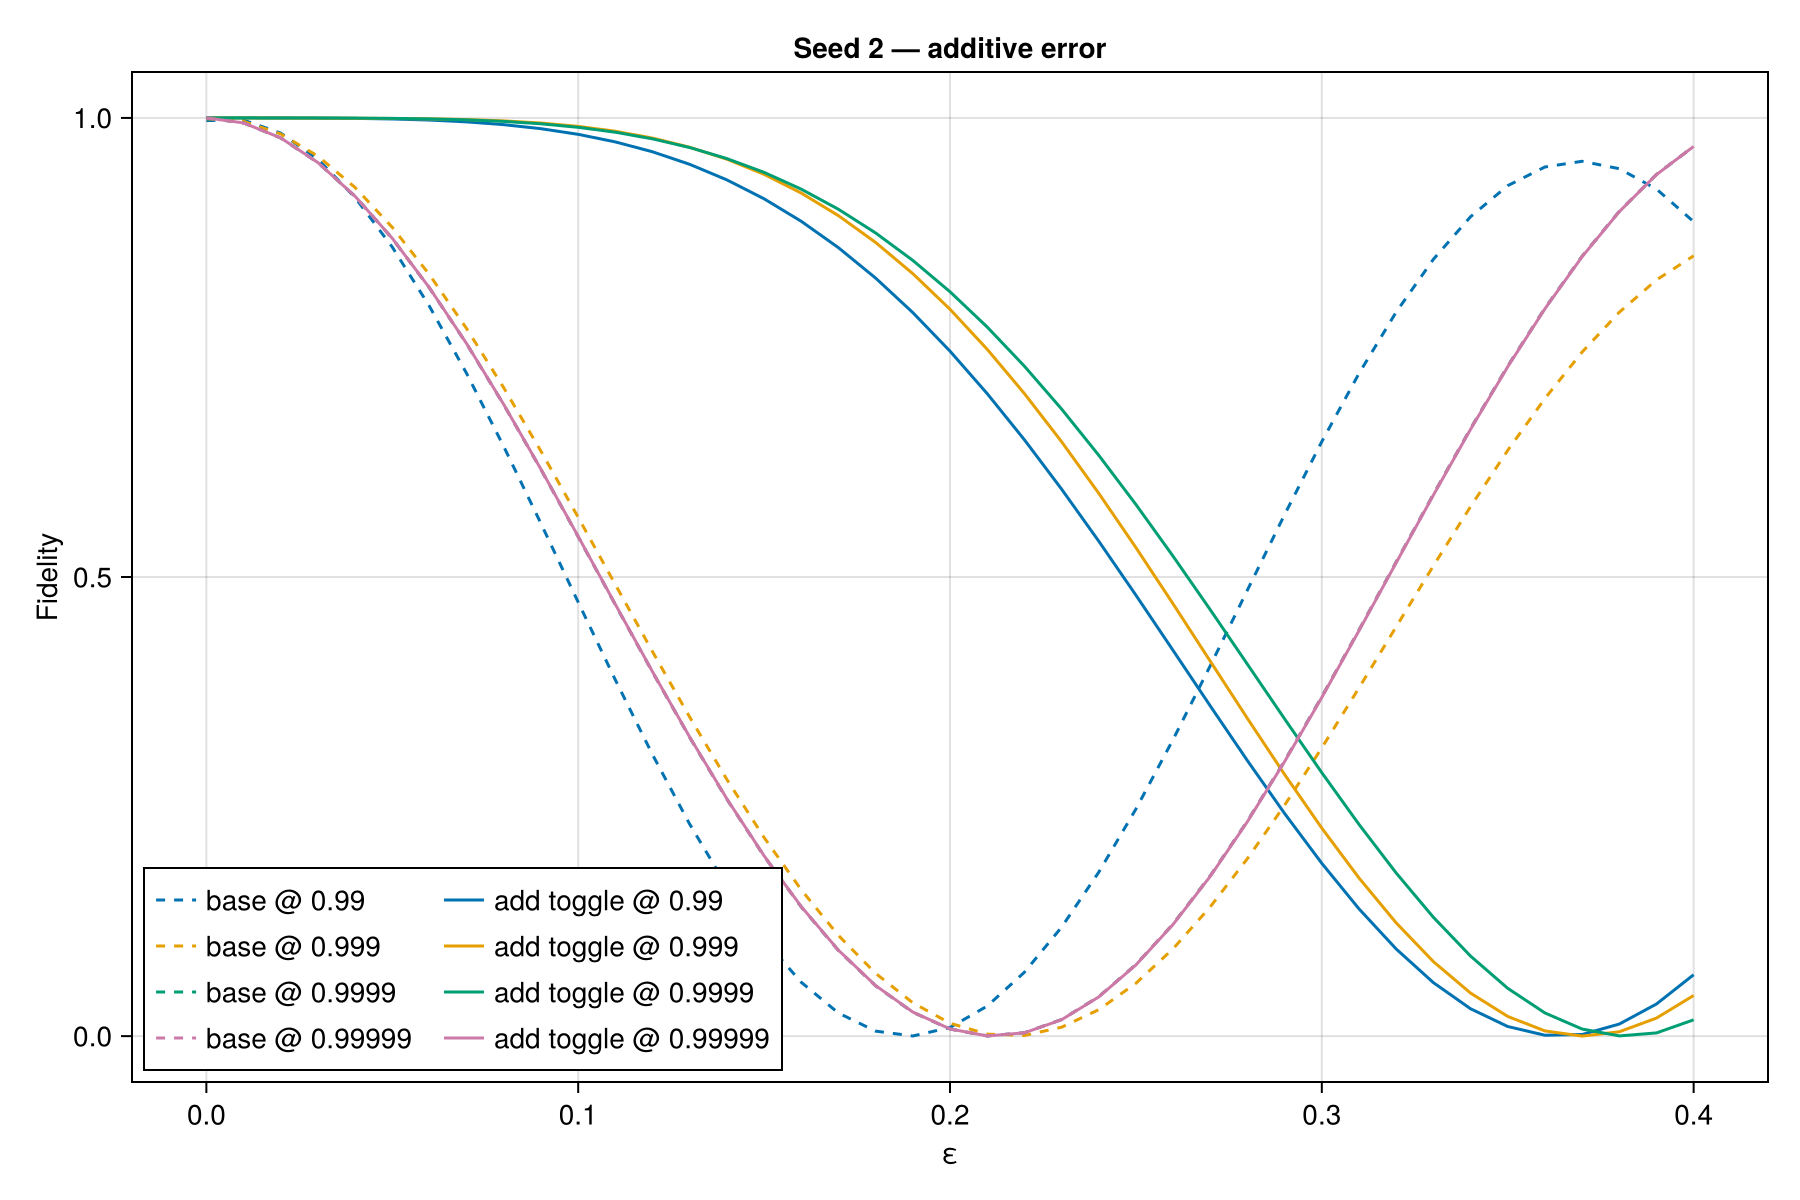 Seed 2 — additive error
Fidelity
1.0
0.5
0.0
base @ 0.99
add toggle @ 0.99
base @ 0.999
add toggle @ 0.999
base @ 0.9999
add toggle @ 0.9999
base @ 0.99999
add toggle @ 0.99999
0.0
0.1
0.2
0.3
0.4
ε